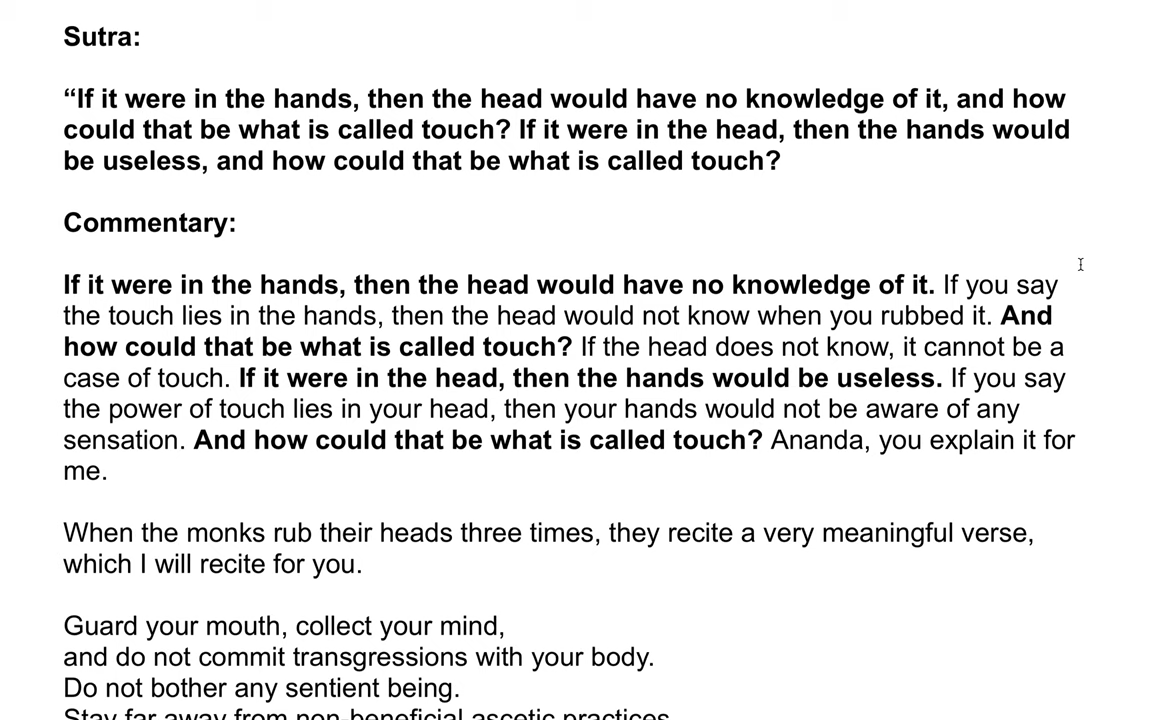 Sutra:
“If it were in the hands, then the head would have no knowledge of it, and how
could that be what is called touch? If it were in the head, then the hands would
be useless, and how could that be what is called touch?
Commentary:
If it were in the hands, then the head would have no knowledge of it. If you say
the touch lies in the hands, then the head would not know when you rubbed it. And
how could that be what is called touch? If the head does not know, it cannot be a
case of touch. If it were in the head, then the hands would be useless. If you say
the power of touch lies in your head, then your hands would not be aware of any
sensation. And how could that be what is called touch? Ananda, you explain it for
me.
When the monks rub their heads three times, they recite a very meaningful verse,
which I will recite for you.
Guard your mouth, collect your mind,
and do not commit transgressions with your body.
Do not bother any sentient being.
Stay far away from non-beneficial ascetic practices